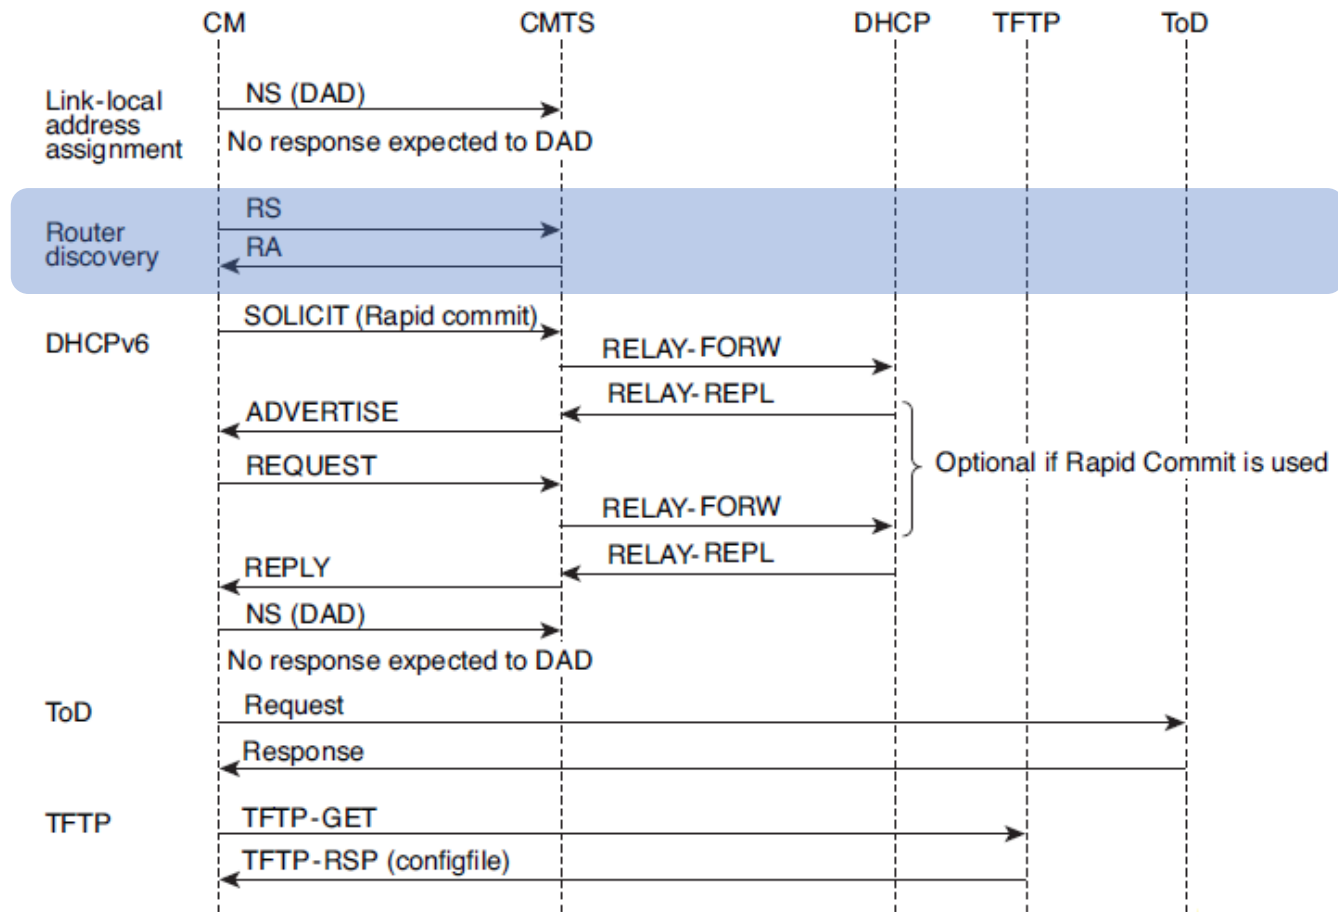 CM CMTS DHCP TFTP ToD
Link-local
address
assignment
NS (DAD)
No response expected to DAD
Router
discovery
RS
RA
DHCPv6
SOLICIT (Rapid commit)
RELAY-FORW
RELAY-REPL
ADVERTISE
REQUEST
Optional if Rapid Commit is used
RELAY-FORW
RELAY-REPL
REPLY
NS (DAD)
No response expected to DAD
ToD
Request
Response
TFTP
TFTP-GET
TFTP-RSP (configfile)